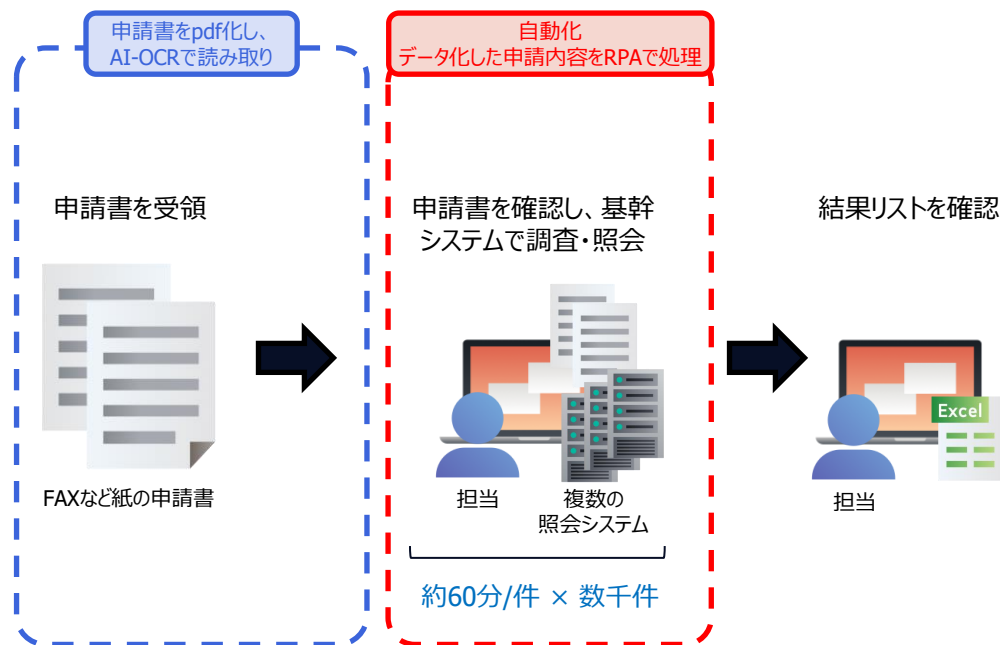 申請書をpdf化し、
AI-OCRで読み取り
自動化
データ化した申請内容をRPAで処理
申請書を受領
申請書を確認し、基幹
システムで調査・照会
結果リストを確認
Excel
FAXなど紙の申請書
担当
複数の
照会システム
担当
約60分/件 × 数千件